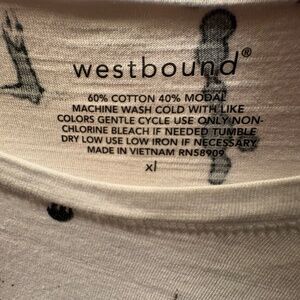 westbound®
60% COTTON 40% MODAL
MACHINE WASH COLD WITH LIKE
COLORS GENTLE CYCLE USE ONLY NON-
CHLORINE BLEACH IF NEEDED TUMBLE
DRY LOW USE LOW IRON IF NECESSARY
MADE IN VIETNAM RN58909
xl